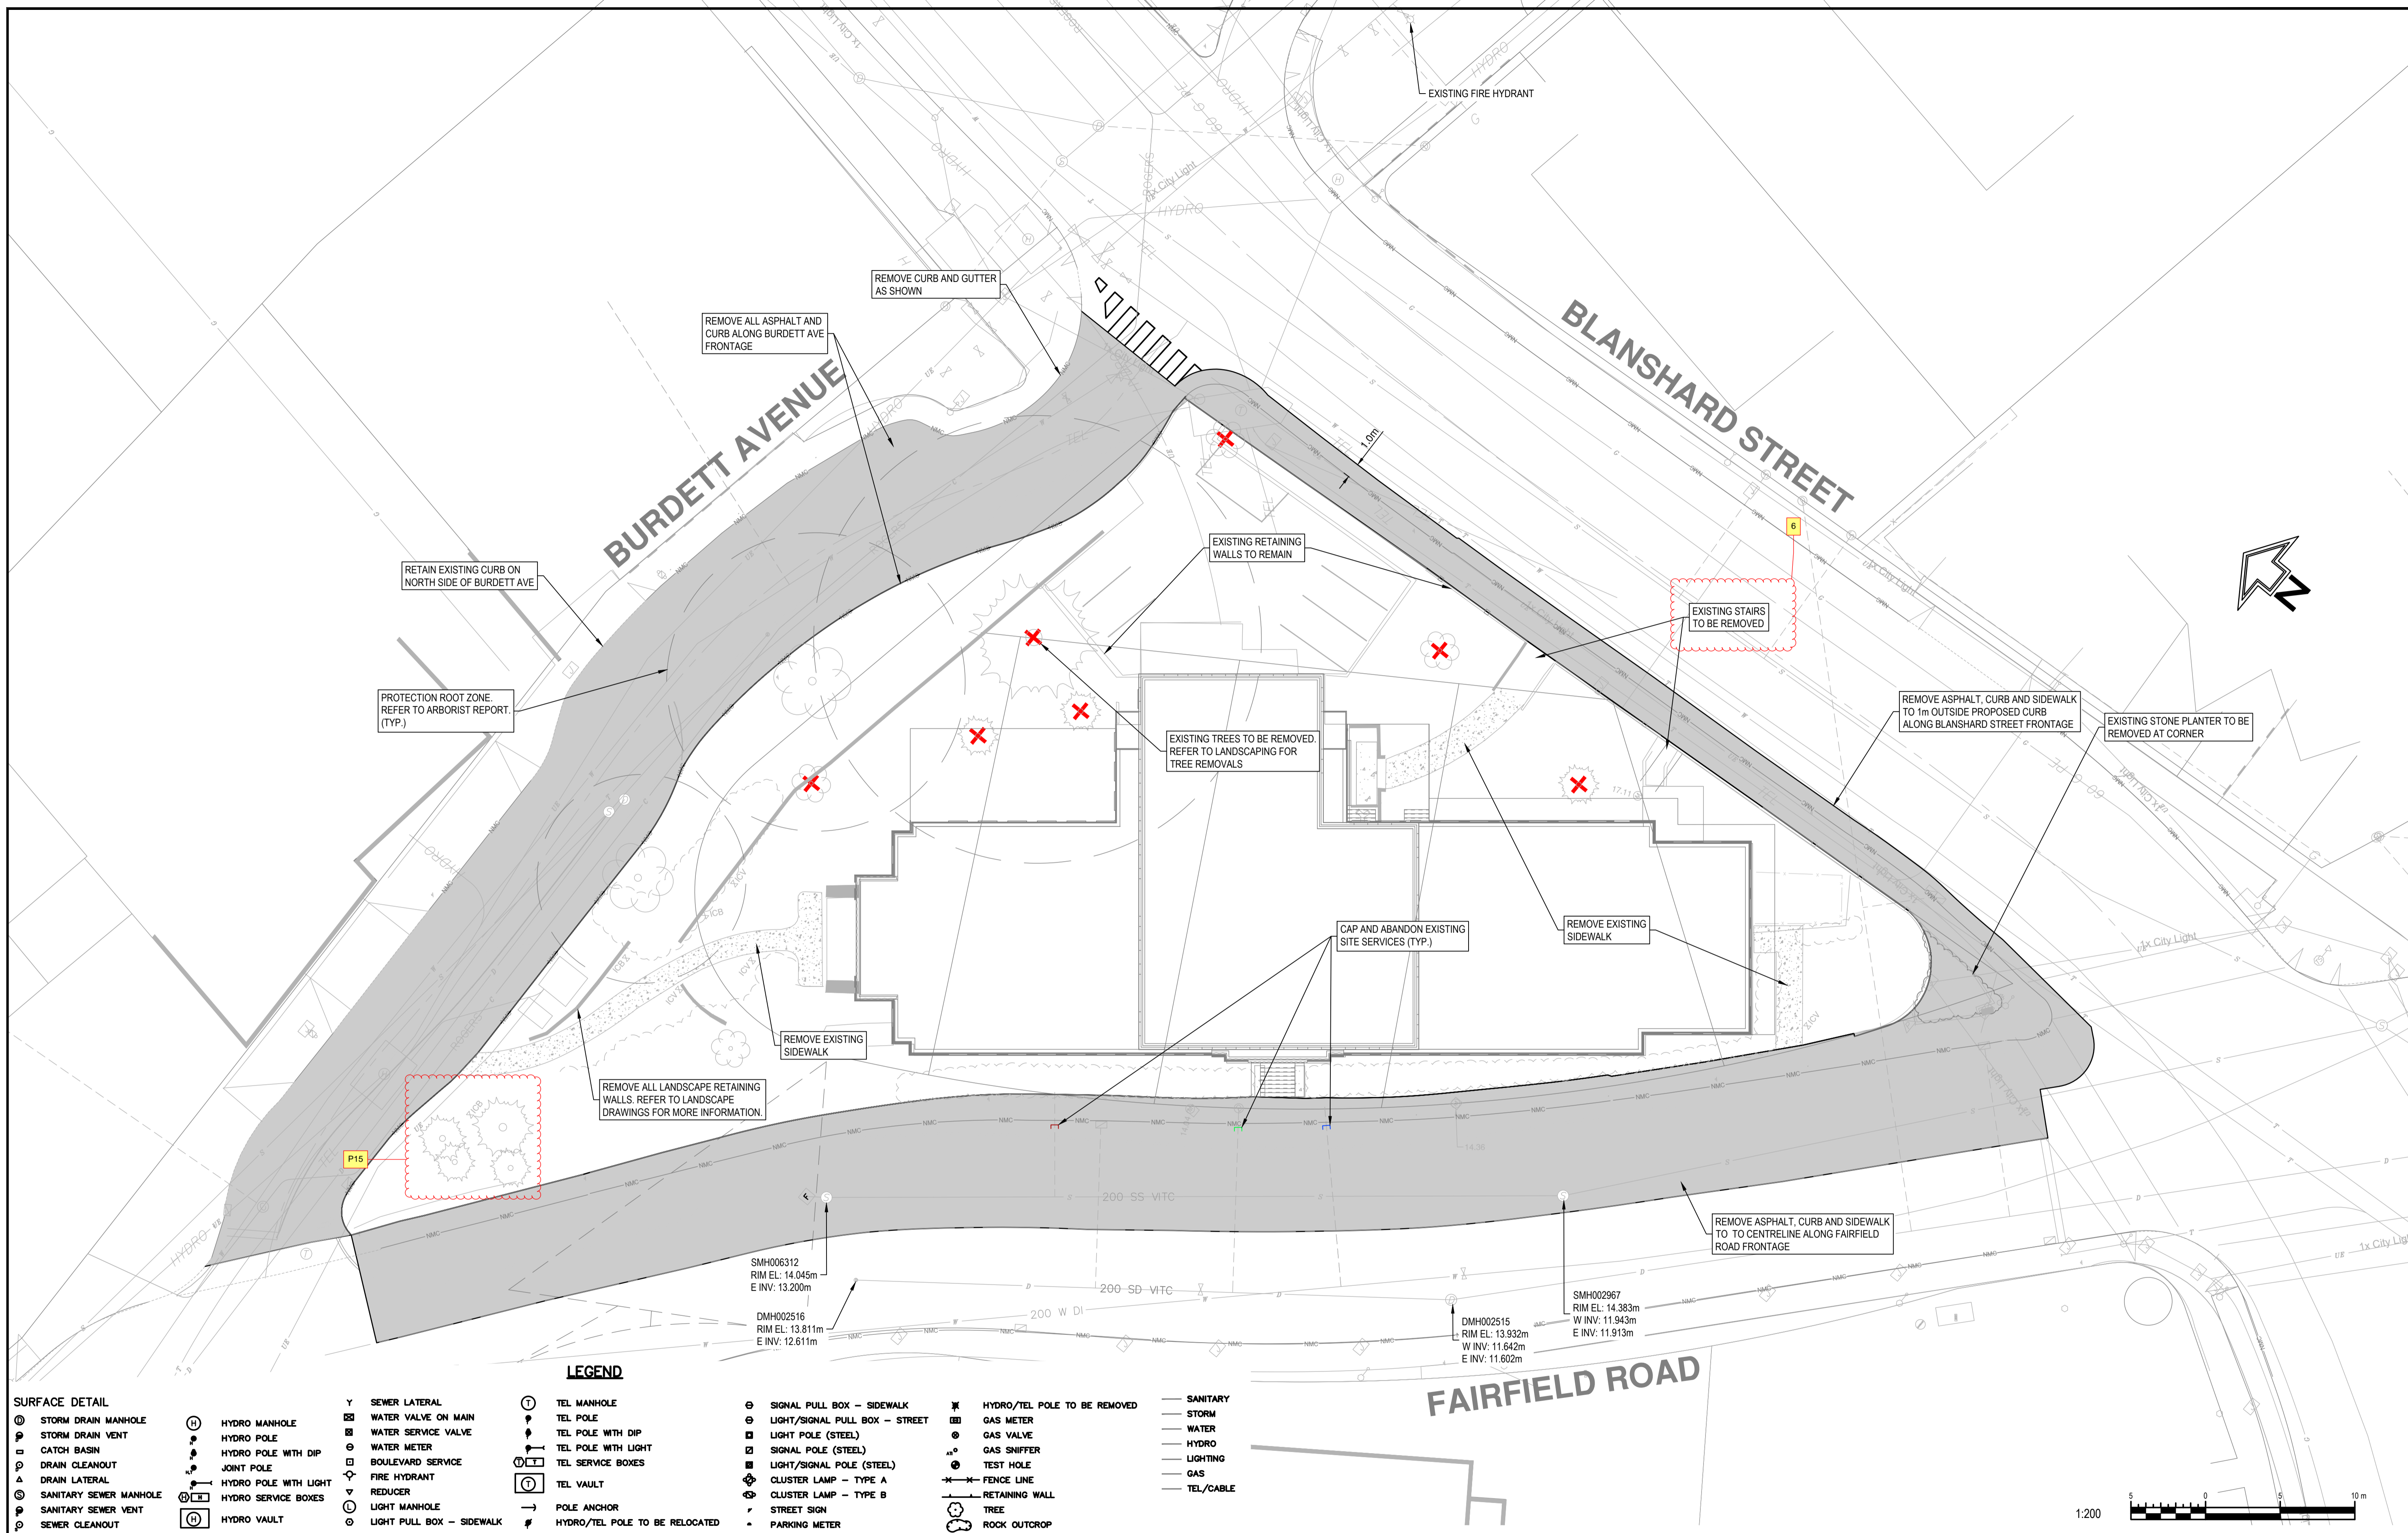 EXISTING FIRE HYDRANT
REMOVE CURB AND GUTTER
AS SHOWN
REMOVE ALL ASPHALT AND
CURB ALONG BURDETT AVE
FRONTAGE
BURDETT AVENUE
BLANSHARD STREET
1.0m
6
N
EXISTING RETAINING
WALLS TO REMAIN
RETAIN EXISTING CURB ON
NORTH SIDE OF BURDETT AVE
EXISTING STAIRS
TO BE REMOVED
PROTECTION ROOT ZONE.
REFER TO ARBORIST REPORT.
(TYP.)
REMOVE ASPHALT, CURB AND SIDEWALK
TO 1m OUTSIDE PROPOSED CURB
ALONG BLANSHARD STREET FRONTAGE
EXISTING STONE PLANTER TO BE
REMOVED AT CORNER
EXISTING TREES TO BE REMOVED.
REFER TO LANDSCAPING FOR
TREE REMOVALS
17.11
CAP AND ABANDON EXISTING
SITE SERVICES (TYP.)
REMOVE EXISTING
SIDEWALK
1x City Light
REMOVE EXISTING
SIDEWALK
REMOVE ALL LANDSCAPE RETAINING
WALLS. REFER TO LANDSCAPE
DRAWINGS FOR MORE INFORMATION.
P15
14.36
200 SS VITC
REMOVE ASPHALT, CURB AND SIDEWALK
TO TO CENTRELINE ALONG FAIRFIELD
ROAD FRONTAGE
SMH006312
RIM EL: 14.045m
E INV: 13.200m
200 SD VITC
200 W DI
DMH002516
RIM EL: 13.811m
E INV: 12.611m
SMH002967
RIM EL: 14.383m
W INV: 11.943m
E INV: 11.913m
DMH002515
RIM EL: 13.932m
W INV: 11.642m
E INV: 11.602m
FAIRFIELD ROAD
LEGEND
SURFACE DETAIL
STORM DRAIN MANHOLE
STORM DRAIN VENT
CATCH BASIN
DRAIN CLEANOUT
DRAIN LATERAL
SANITARY SEWER MANHOLE
SANITARY SEWER VENT
SEWER CLEANOUT
HYDRO MANHOLE
HYDRO POLE
HYDRO POLE WITH DIP
JOINT POLE
HYDRO POLE WITH LIGHT
HYDRO SERVICE BOXES
HYDRO VAULT
SEWER LATERAL
WATER VALVE ON MAIN
WATER SERVICE VALVE
WATER METER
BOULEVARD SERVICE
FIRE HYDRANT
REDUCER
LIGHT MANHOLE
LIGHT PULL BOX – SIDEWALK
TEL MANHOLE
TEL POLE
TEL POLE WITH DIP
TEL POLE WITH LIGHT
TEL SERVICE BOXES
TEL VAULT
POLE ANCHOR
HYDRO/TEL POLE TO BE RELOCATED
SIGNAL PULL BOX – SIDEWALK
LIGHT/SIGNAL PULL BOX – STREET
LIGHT POLE (STEEL)
SIGNAL POLE (STEEL)
LIGHT/SIGNAL POLE (STEEL)
CLUSTER LAMP – TYPE A
CLUSTER LAMP – TYPE B
STREET SIGN
PARKING METER
HYDRO/TEL POLE TO BE REMOVED
GAS METER
GAS VALVE
GAS SNIFFER
TEST HOLE
FENCE LINE
RETAINING WALL
TREE
ROCK OUTCROP
SANITARY
STORM
WATER
HYDRO
LIGHTING
GAS
TEL/CABLE
1:200
5 0 5 10 m